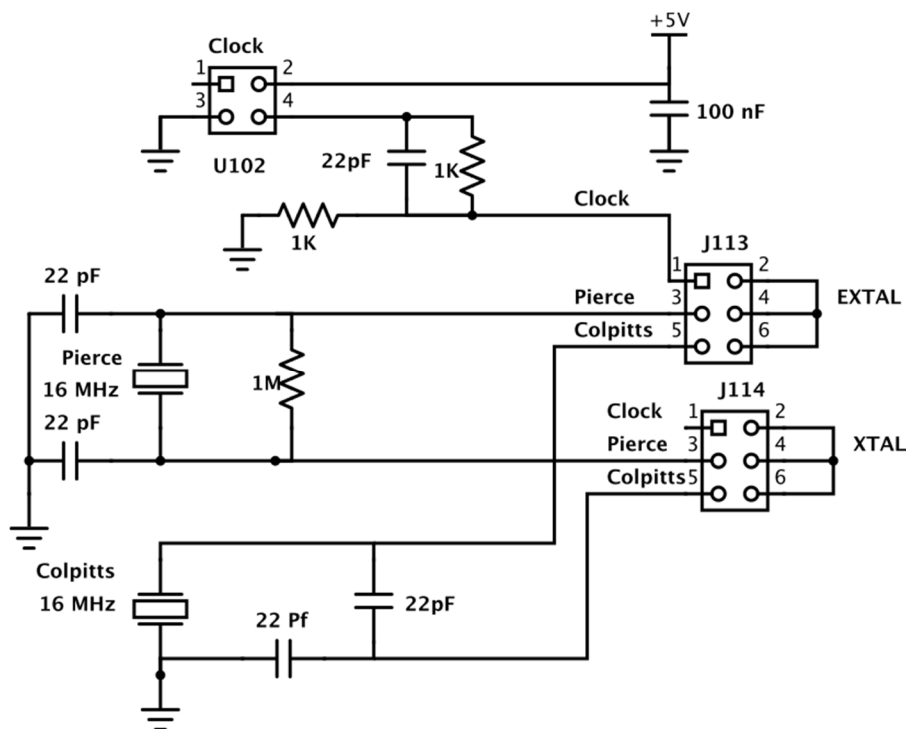 +5V
Clock
1 2
3 4
100 nF
22pF
1K
U102
Clock
1K
J113
22 pF
1 2
Pierce 3 4 EXTAL
Colpitts 5 6
Pierce
16 MHz
1M
J114
Clock 1 2
22 pF
Pierce 3 4 XTAL
Colpitts 5 6
Colpitts
16 MHz
22pF
22 Pf